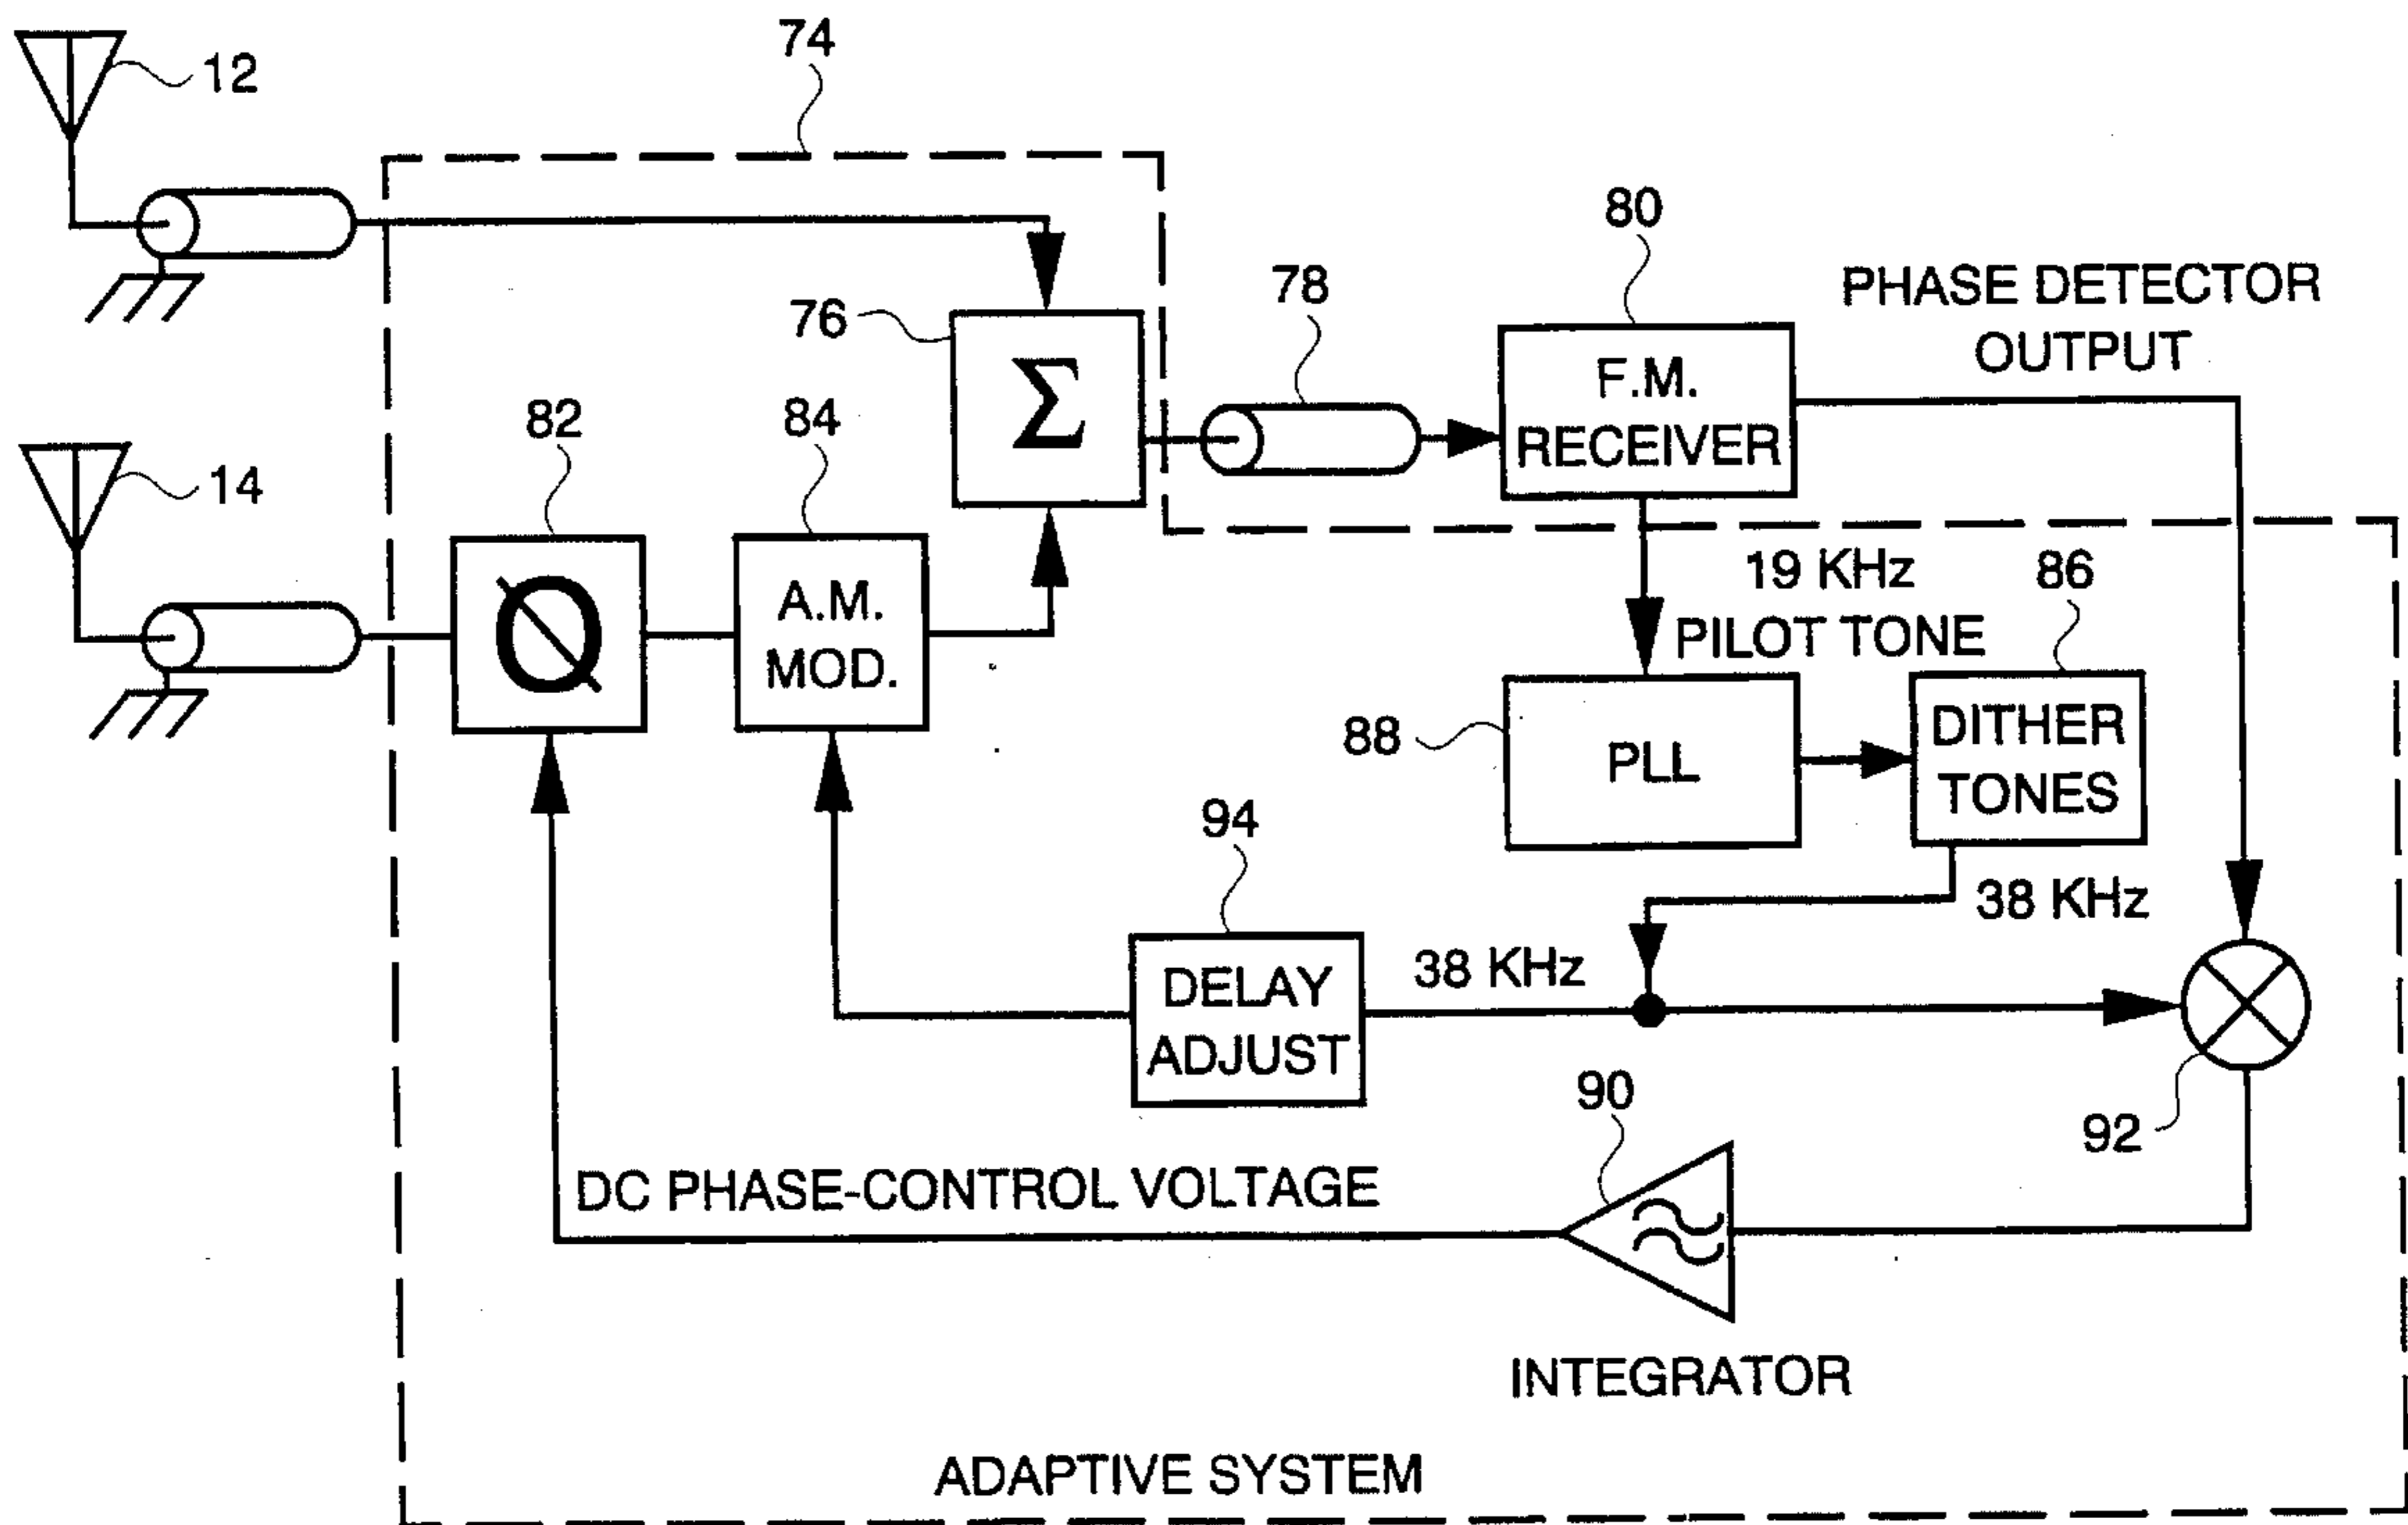 74
12
80
78
PHASE DETECTOR
OUTPUT
76
Σ
F.M.
RECEIVER
82
84
14
19 KHz
PILOT TONE
86
Ø
A.M.
MOD.
88
PLL
DITHER
TONES
94
38 KHz
38 KHz
DELAY
ADJUST
90
92
DC PHASE-CONTROL VOLTAGE
INTEGRATOR
ADAPTIVE SYSTEM